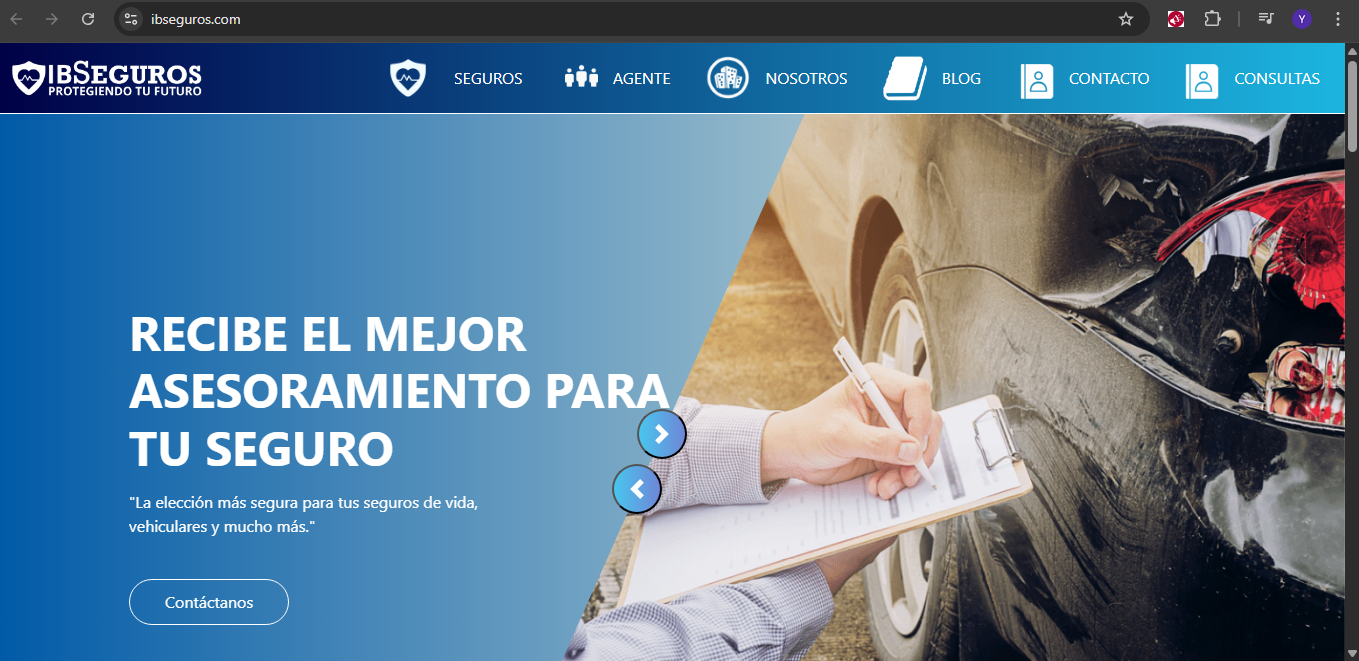 ibseguros.com
Y
IBSEGUROS
PROTEGIENDO TU FUTURO
SEGUROS
AGENTE
NOSOTROS
BLOG
CONTACTO
CONSULTAS
RECIBE EL MEJOR
ASESORAMIENTO PARA
TU SEGURO
"La elección más segura para tus seguros de vida,
vehiculares y mucho más."
Contáctanos